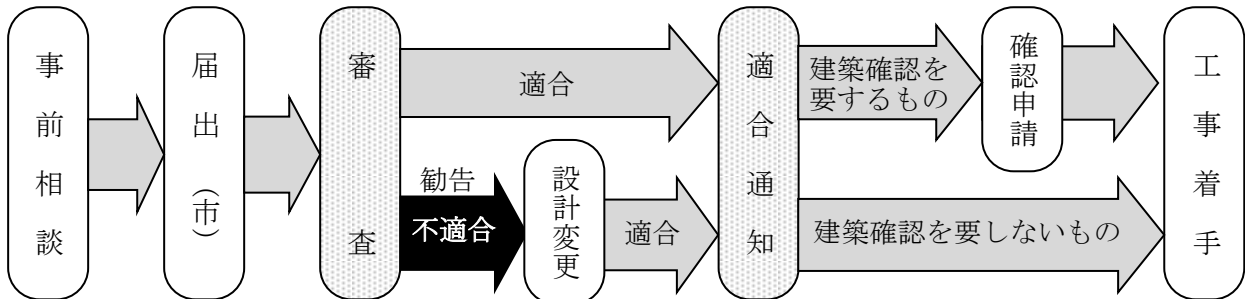 事前相談
届出（市）
審査
適合
勧告
不適合
設計変更
適合
適合通知
建築確認を
要するもの
確認申請
建築確認を要しないもの
工事着手